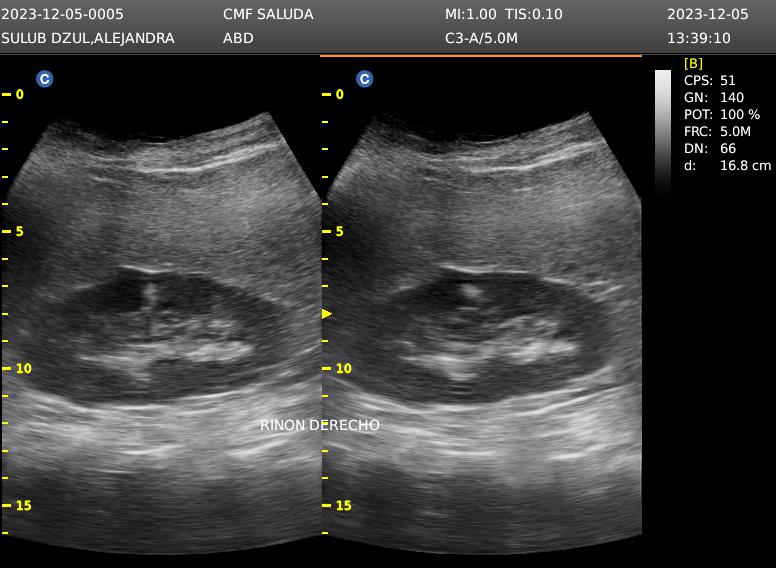 2023-12-05-0005 CMF SALUDA MI:1.00 TIS:0.10 2023-12-05
SULUB DZUL,ALEJANDRA ABD C3-A/5.0M 13:39:10
C C
[B]
CPS: 51
GN: 140
POT: 100 %
FRC: 5.0M
DN: 66
d: 16.8 cm
0 0
5 5
10 10
RINON DERECHO
15 15